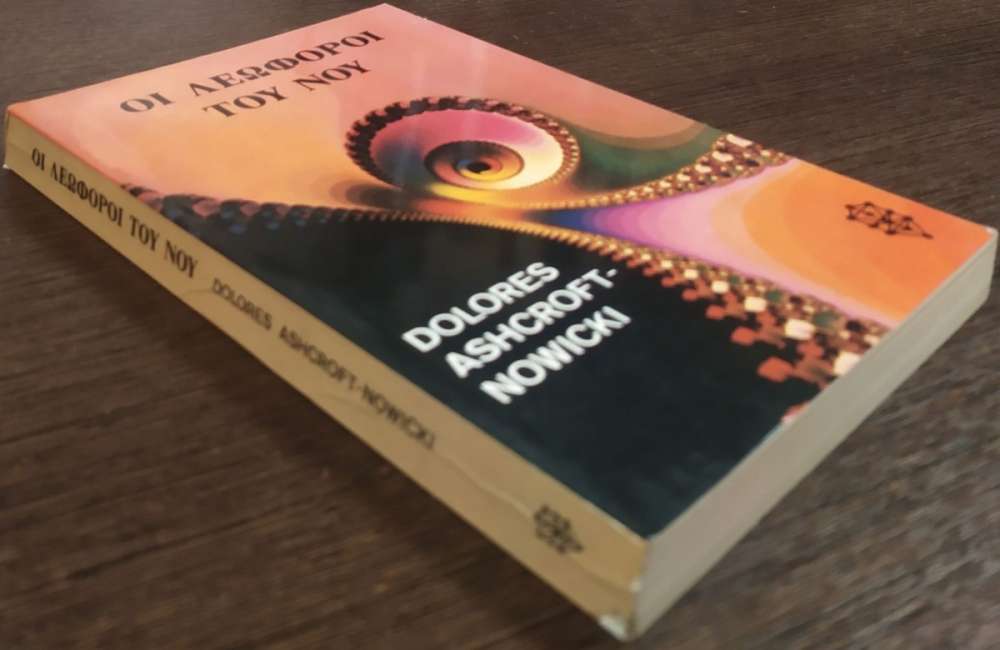 ΟΙ ΛΕΩΦΟΡΟΙ
ΤΟΥ ΝΟΥ
DOLORES
ASHCROFT-
NOWICKI
ΟΙ ΛΕΩΦΟΡΟΙ ΤΟΥ ΝΟΥ DOLORES ASHCROFT-NOWICKI